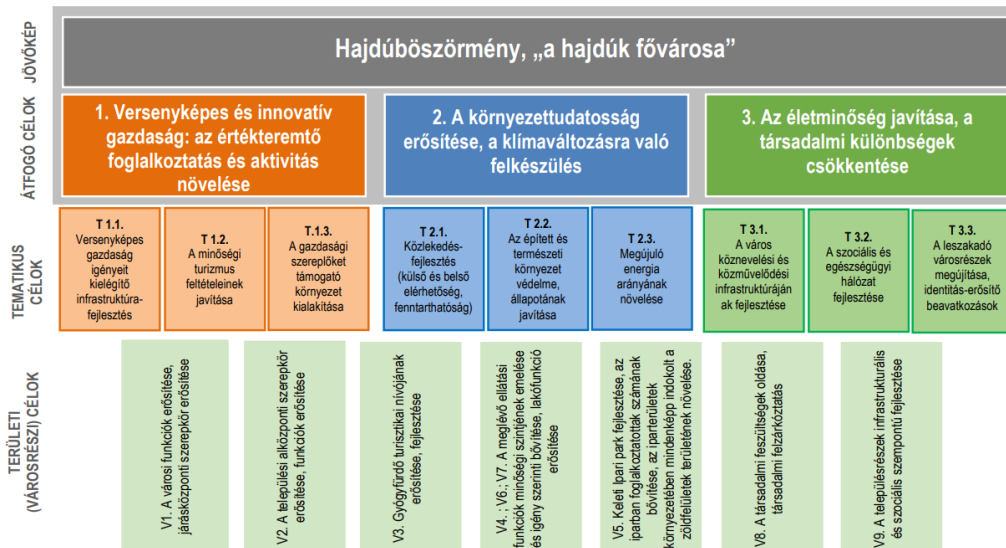 JÖVŐKÉP
Hajdúböszörmény, „a hajdúk fővárosa”
ÁTFOGÓ CÉLOK
1. Versenyképes és innovatív
gazdaság: az értékteremtő
foglalkoztatás és aktivitás
növelése
2. A környezettudatosság
erősítése, a klímaváltozásra való
felkészülés
3. Az életminőség javítása, a
társadalmi különbségek
csökkentése
TEMATIKUS
CÉLOK
T 1.1.
Versenyképes
gazdaság
igényeit
kielégítő
infrastruktúra-
fejlesztés
T 1.2.
A minőségi
turizmus
feltételeinek
javítása
T.1.3.
A gazdasági
szereplőket
támogató
környezet
kialakítása
T 2.1.
Közlekedés-
fejlesztés
(külső és belső
elérhetőség,
fenntarthatóság)
T 2.2.
Az épített és
természeti
környezet
védelme,
állapotának
javítása
T 2.3.
Megújuló
energia
arányának
növelése
T 3.1.
A város
köznevelési és
közművelődési
infrastruktúráján
ak fejlesztése
T 3.2.
A szociális és
egészségügyi
hálózat
fejlesztése
T 3.3.
A leszakadó
városrészek
megújítása,
identitás-erősítő
beavatkozások
TERÜLETI
(VÁROSRÉSZI) CÉLOK
V1. A városi funkciók erősítése,
járásközponti szerepkör erősítése
V2. A települési alközponti szerepkör
erősítése, funkciók erősítése
V3. Gyógyfürdő turisztikai nívójának
erősítése, fejlesztése
V4. ; V6.; V7. A meglévő ellátási
funkciók minőségi szintjének emelése
és igény szerinti bővítése, lakófunkció
erősítése
V5. Keleti Ipari park fejlesztése, az
iparban foglalkoztatottak számának
bővítése, az iparterületek
környezetében mindenképp indokolt a
zöldfelületek területének növelése.
V8. A társadalmi feszültségek oldása,
társadalmi felzárkóztatás
V9. A településrészek infrastrukturális
és szociális szempontú fejlesztése